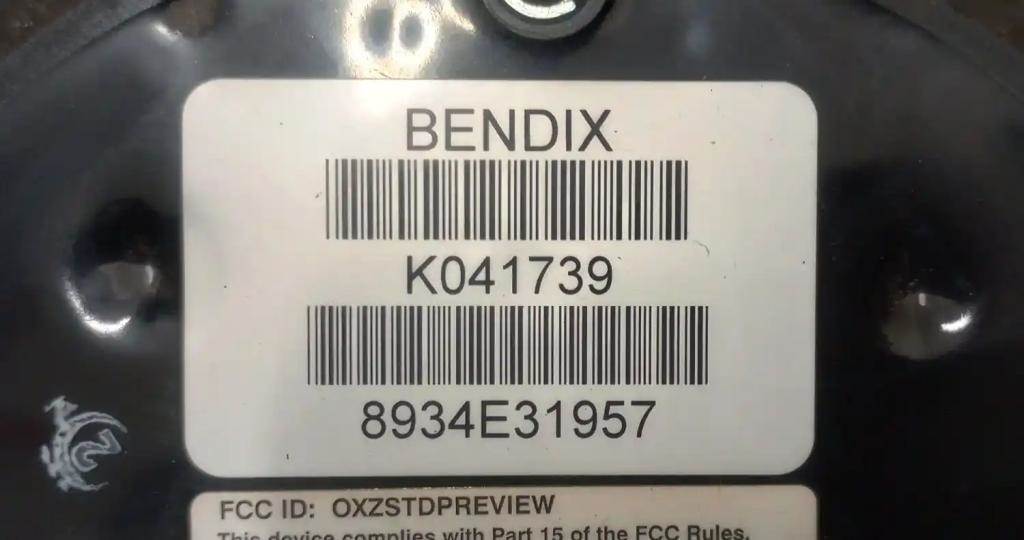 BENDIX
K041739
8934E31957
FCC ID: OXZSTDPREVIEW
This device complies with Part 15 of the FCC Rules.